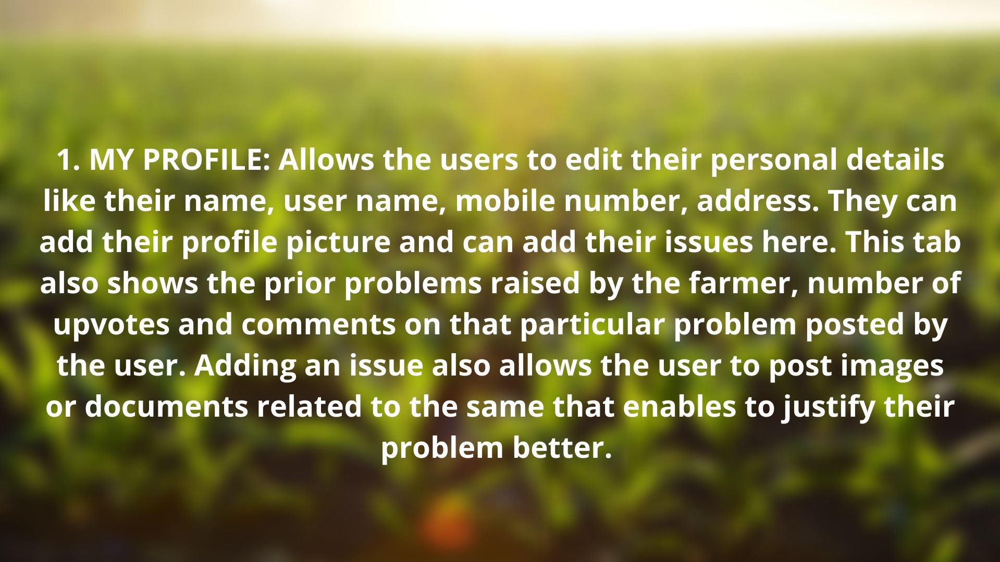 1. MY PROFILE: Allows the users to edit their personal details
like their name, user name, mobile number, address. They can
add their profile picture and can add their issues here. This tab
also shows the prior problems raised by the farmer, number of
upvotes and comments on that particular problem posted by
the user. Adding an issue also allows the user to post images
or documents related to the same that enables to justify their
problem better.